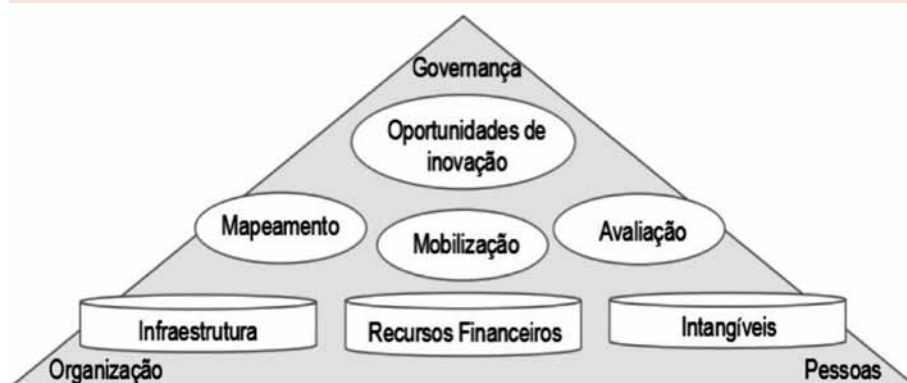 Governança
Oportunidades de
inovação
Mapeamento
Mobilização
Avaliação
Infraestrutura
Recursos Financeiros
Intangíveis
Organização
Pessoas